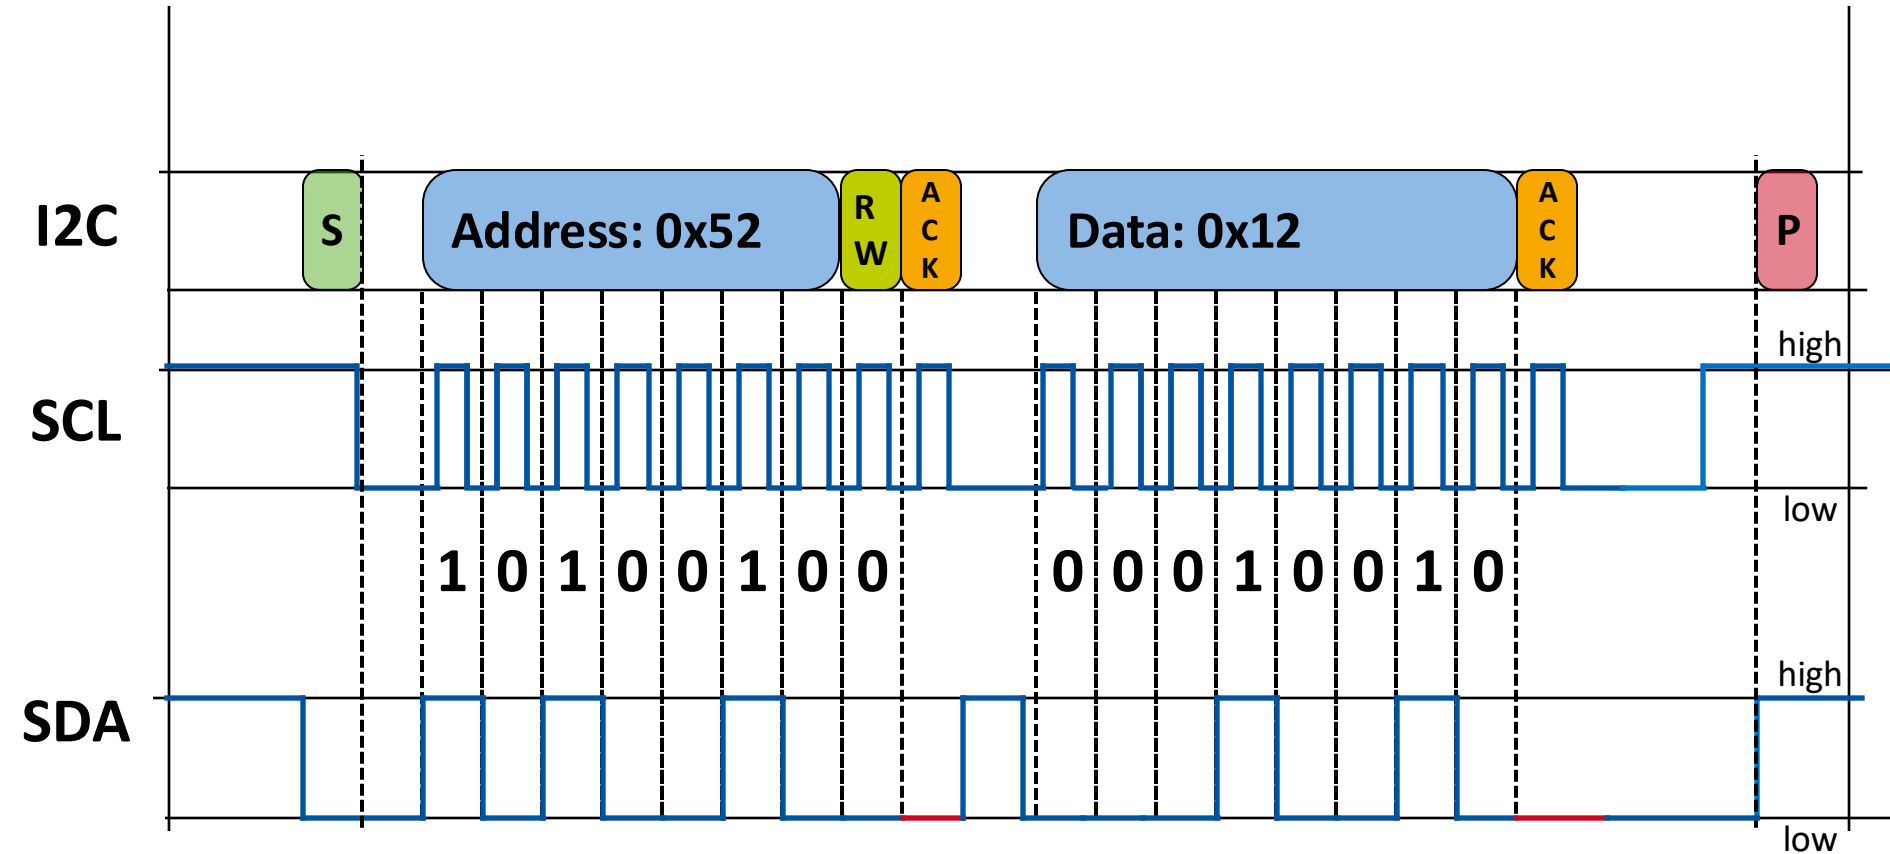 I2C
S
Address: 0x52
R
W
A
C
K
Data: 0x12
A
C
K
P
SCL
high
low
1 0 1 0 0 1 0 0
0 0 0 1 0 0 1 0
SDA
high
low